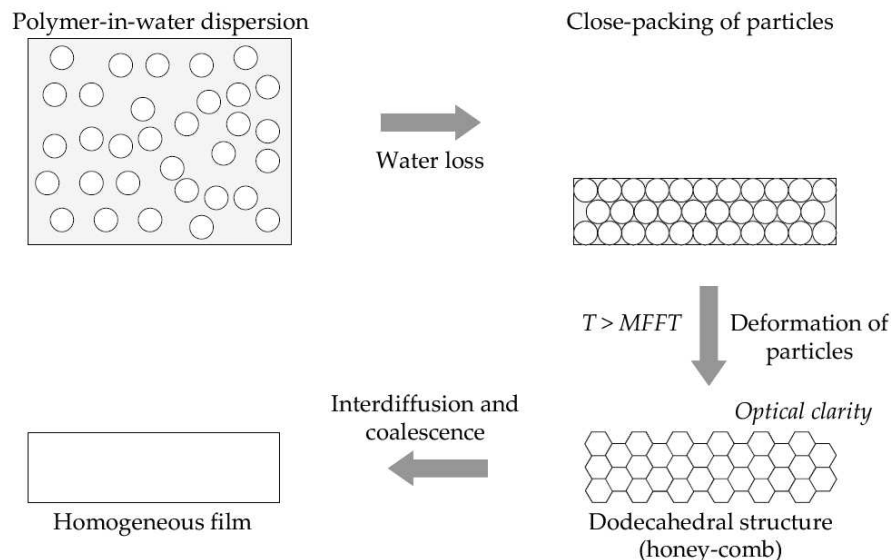 Polymer-in-water dispersion
Close-packing of particles
Water loss
T > MFFT
Deformation of
particles
Optical clarity
Interdiffusion and
coalescence
Homogeneous film
Dodecahedral structure
(honey-comb)